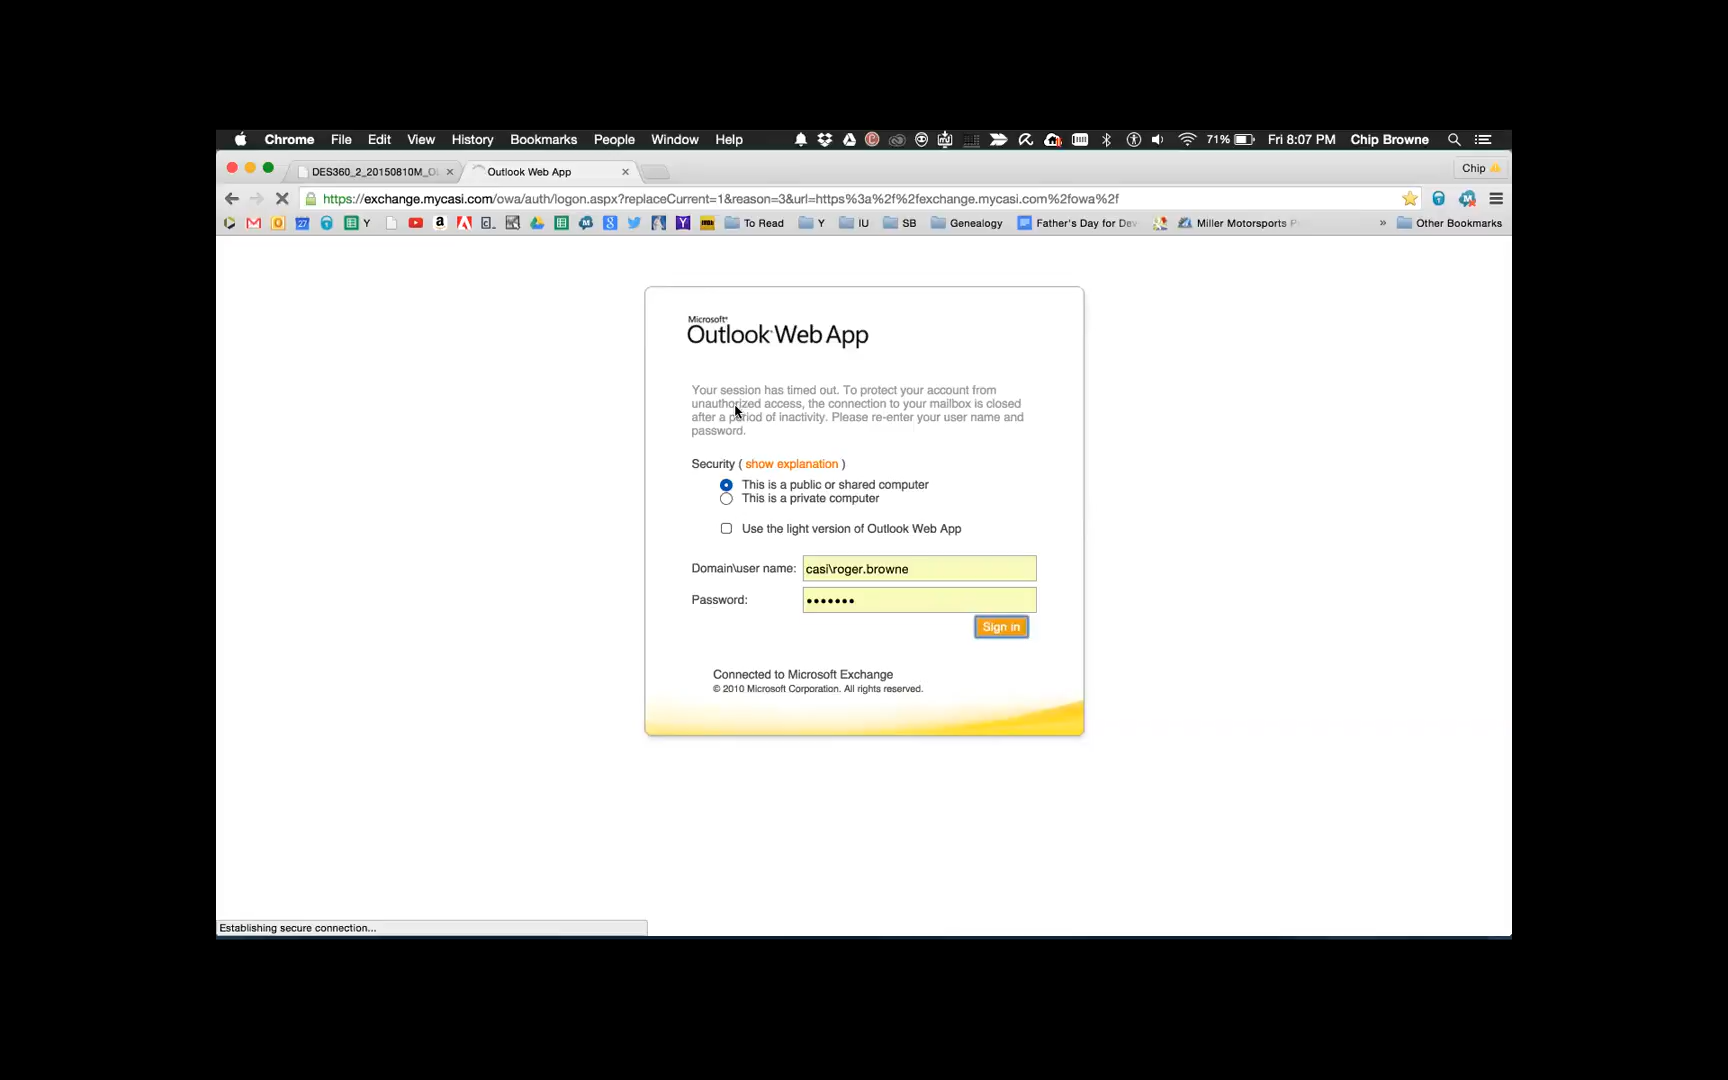 Chrome File Edit View History Bookmarks People Window Help 71% Fri 8:07 PM Chip Browne
DES360_2_20150810M_O Outlook Web App Chip
https://exchange.mycasi.com/owa/auth/logon.aspx?replaceCurrent=1&reason=3&url=https%3a%2f%2fexchange.mycasi.com%2fowa%2f
27 Y To Read Y IU SB Genealogy Father's Day for Dev Miller Motorsports P » Other Bookmarks
Microsoft®
Outlook Web App
Your session has timed out. To protect your account from
unauthorized access, the connection to your mailbox is closed
after a period of inactivity. Please re-enter your user name and
password.
Security ( show explanation )
This is a public or shared computer
This is a private computer
Use the light version of Outlook Web App
Domain\user name: casi\roger.browne
Password: •••••••
Sign in
Connected to Microsoft Exchange
© 2010 Microsoft Corporation. All rights reserved.
Establishing secure connection...